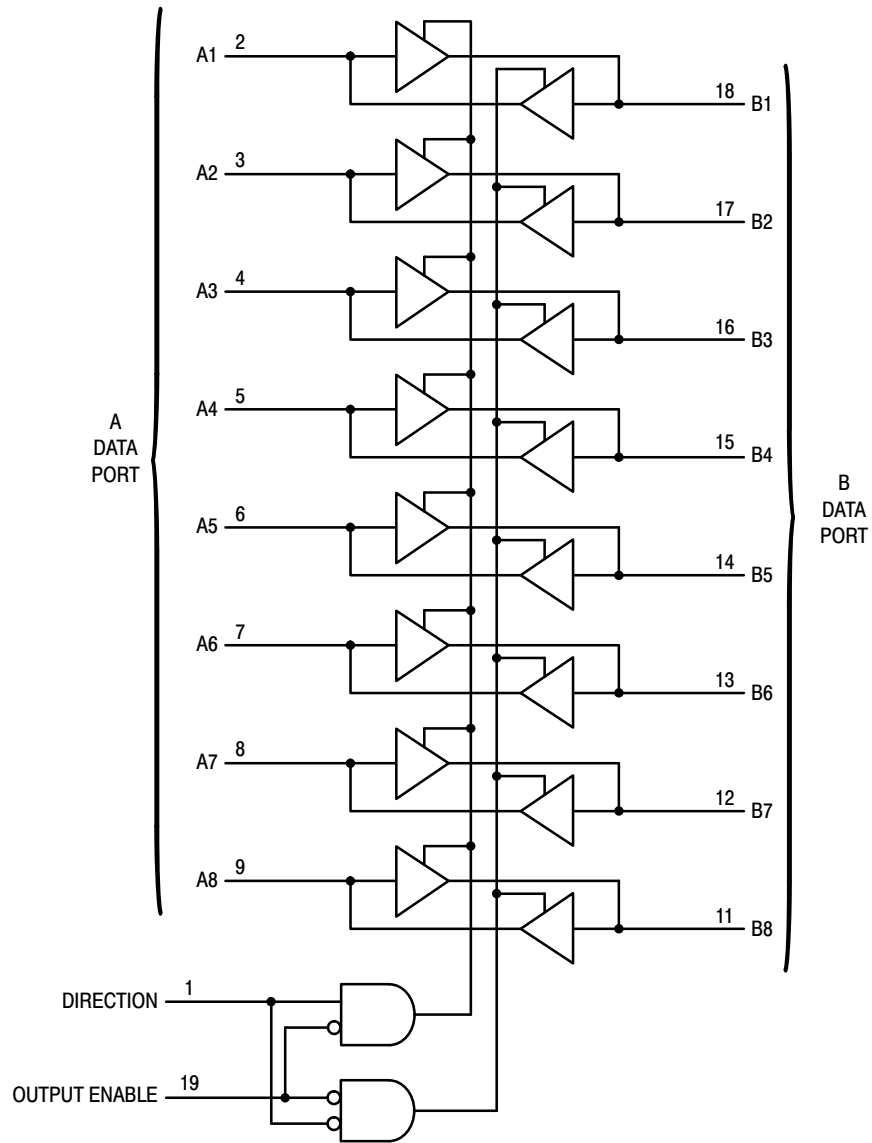 A1 2
18 B1
A2 3
17 B2
A3 4
16 B3
A4 5
15 B4
A
DATA
PORT
A5 6
14 B5
B
DATA
PORT
A6 7
13 B6
A7 8
12 B7
A8 9
11 B8
DIRECTION 1
OUTPUT ENABLE 19